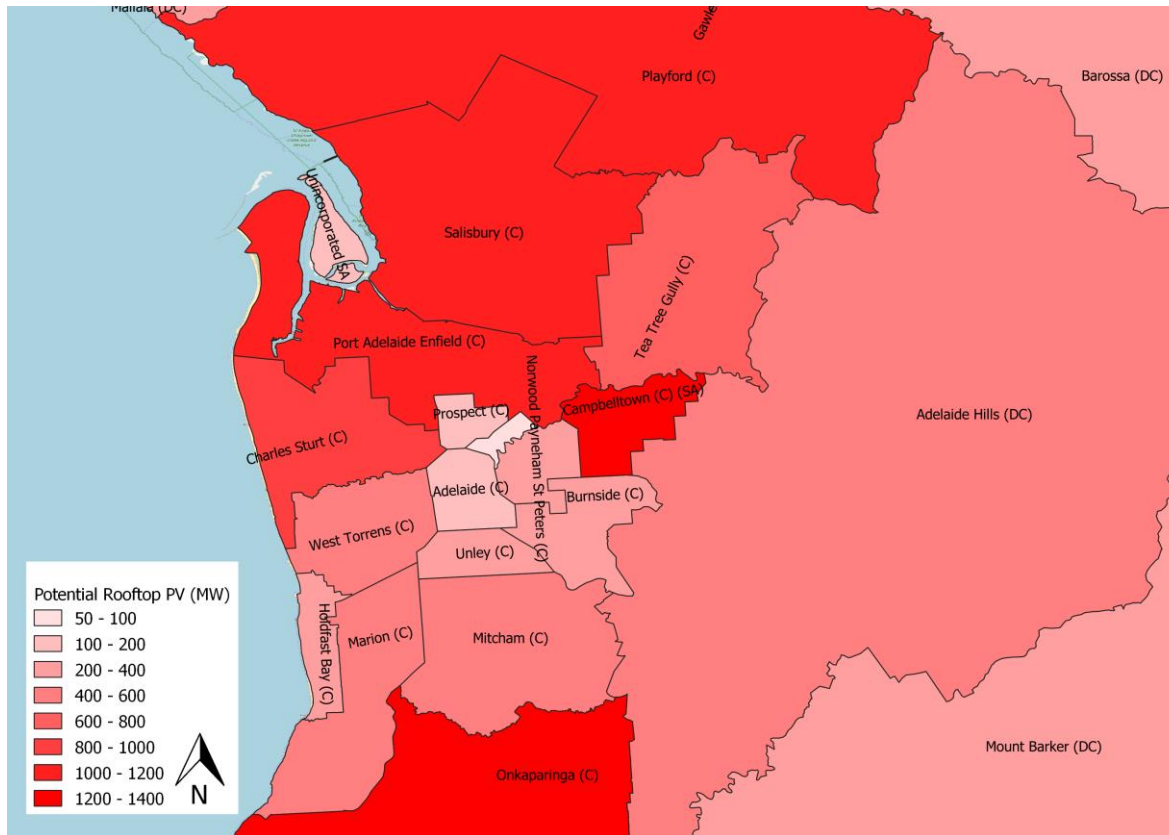 Mallala (DC)
Gawle
Playford (C)
Barossa (DC)
Unincorporated SA
Salisbury (C)
Tea Tree Gully (C)
Port Adelaide Enfield (C)
Norwood Payneham St Peters (C)
Campbelltown (C) (SA)
Prospect (C)
Adelaide Hills (DC)
Charles Sturt (C)
Adelaide (C)
Burnside (C)
West Torrens (C)
Unley (C)
Holdfast Bay (C)
Marion (C)
Mitcham (C)
Mount Barker (DC)
Onkaparinga (C)
Potential Rooftop PV (MW)
50 - 100
100 - 200
200 - 400
400 - 600
600 - 800
800 - 1000
1000 - 1200
1200 - 1400
N